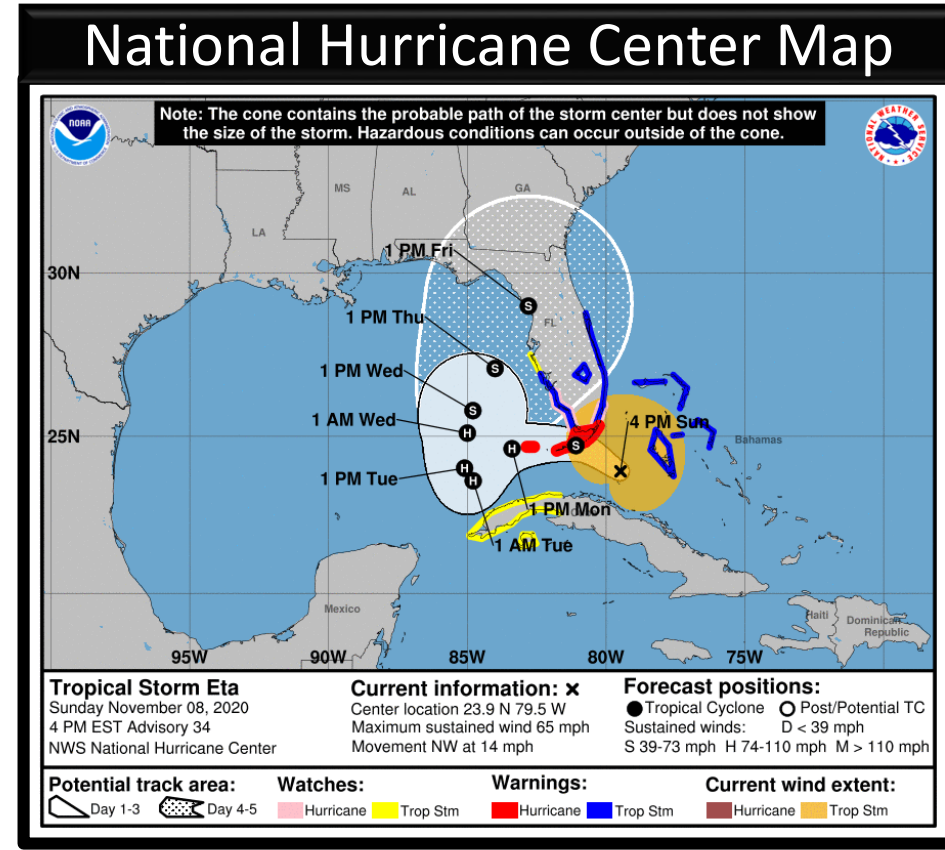 National Hurricane Center Map
Note: The cone contains the probable path of the storm center but does not show
the size of the storm. Hazardous conditions can occur outside of the cone.
NOAA
NATIONAL WEATHER SERVICE
MS
AL
GA
LA
1 PM Fri
30N
S
1 PM Thu
FL
S
1 PM Wed
S
1 AM Wed
H
4 PM Sun
25N
H
S
Bahamas
1 PM Tue
H
H
1 PM Mon
1 AM Tue
Mexico
Haiti
Dominican
Republic
95W
90W
85W
80W
75W
Tropical Storm Eta
Sunday November 08, 2020
4 PM EST Advisory 34
NWS National Hurricane Center
Current information: x
Center location 23.9 N 79.5 W
Maximum sustained wind 65 mph
Movement NW at 14 mph
Forecast positions:
Tropical Cyclone Post/Potential TC
Sustained winds: D < 39 mph
S 39-73 mph H 74-110 mph M > 110 mph
Potential track area:
Day 1-3 Day 4-5
Watches:
Hurricane Trop Stm
Warnings:
Hurricane Trop Stm
Current wind extent:
Hurricane Trop Stm